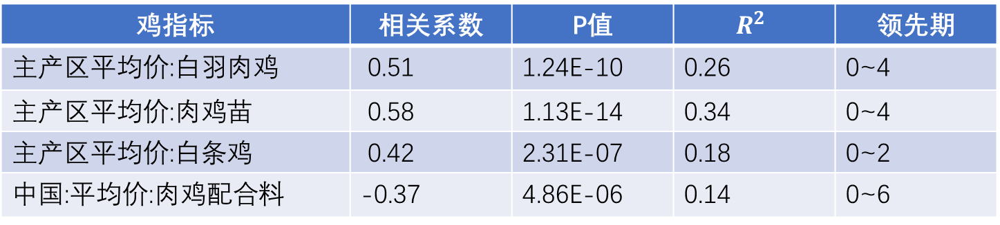 鸡指标 相关系数 P值 R² 领先期
主产区平均价:白羽肉鸡 0.51 1.24E-10 0.26 0~4
主产区平均价:肉鸡苗 0.58 1.13E-14 0.34 0~4
主产区平均价:白条鸡 0.42 2.31E-07 0.18 0~2
中国:平均价:肉鸡配合料 -0.37 4.86E-06 0.14 0~6